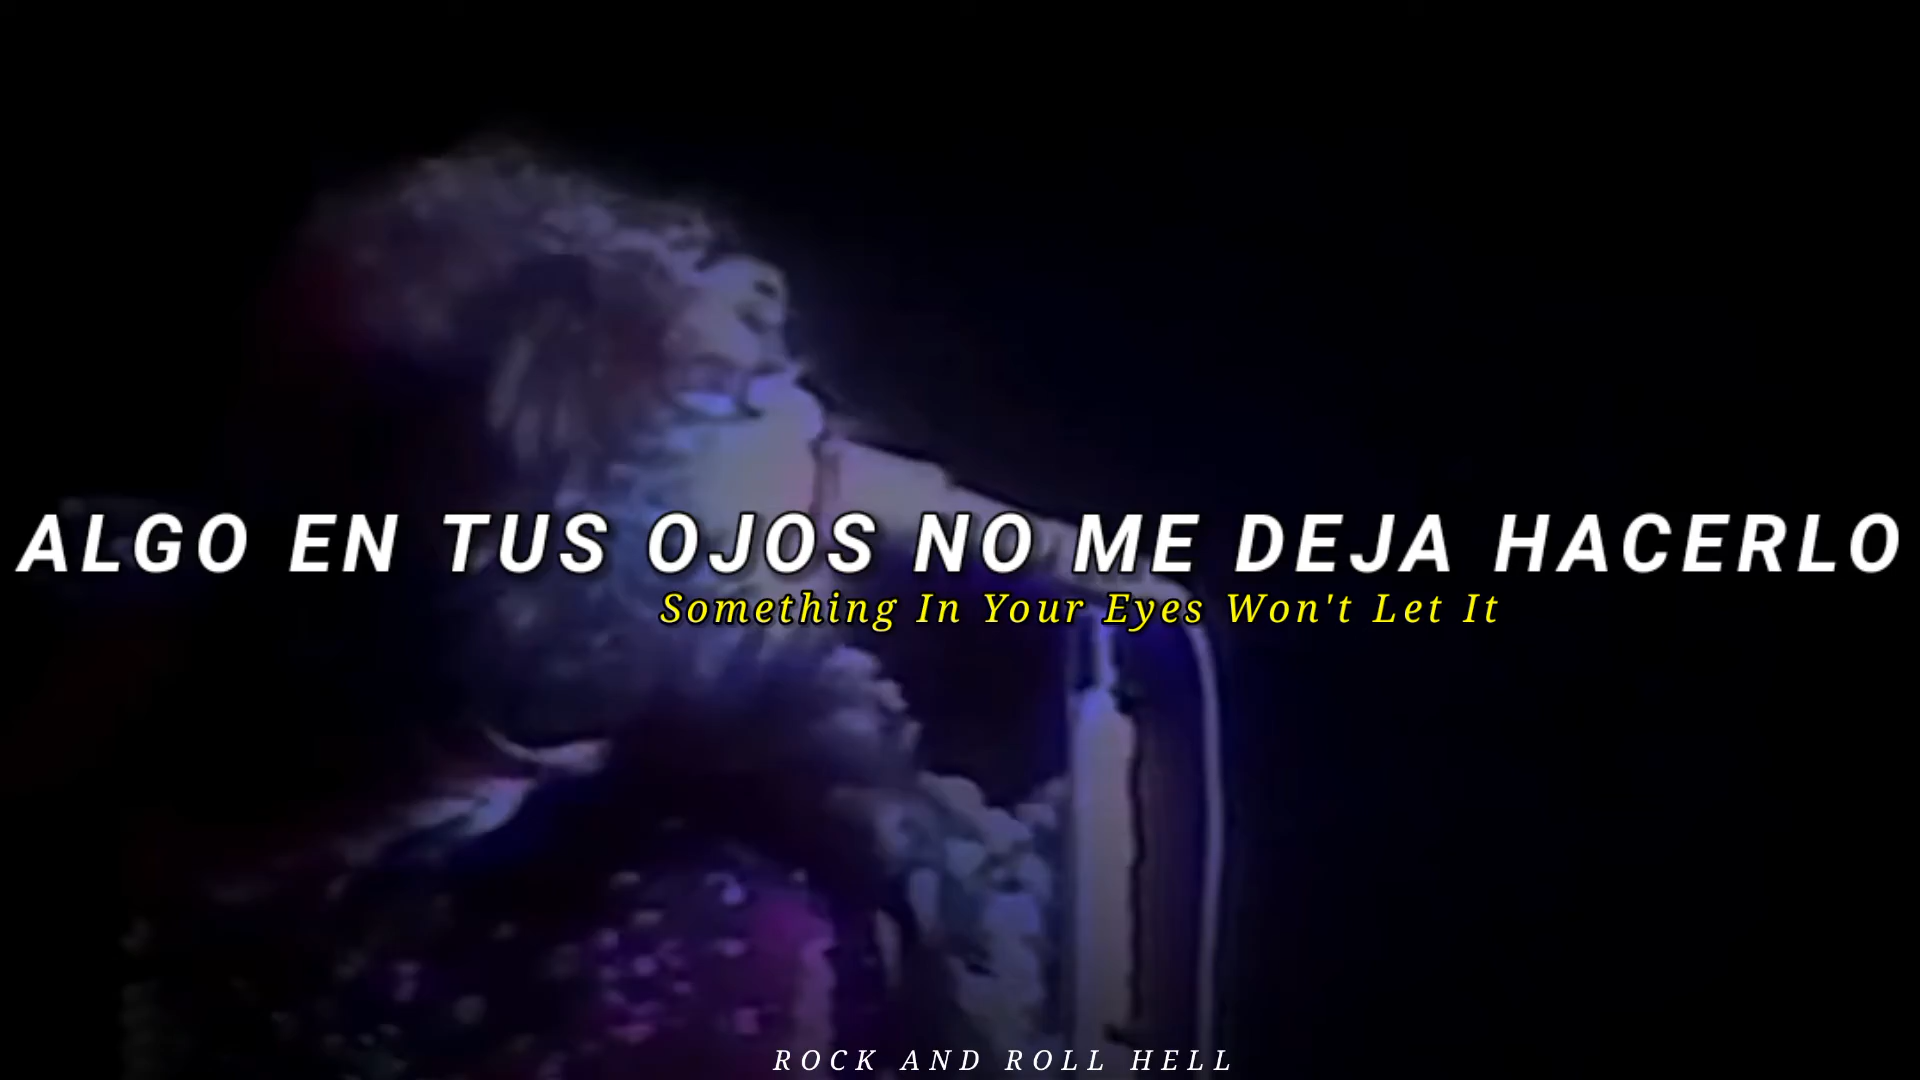 ALGO EN TUS OJOS NO ME DEJA HACERLO
Something In Your Eyes Won't Let It
ROCK AND ROLL HELL